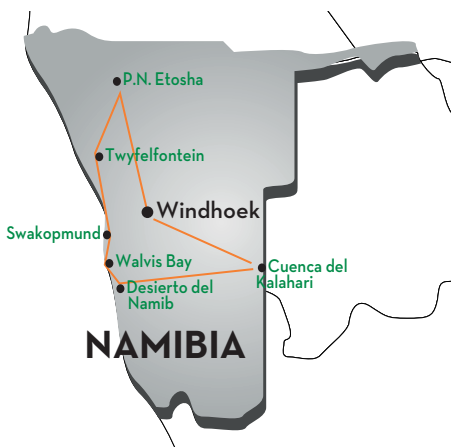 P.N. Etosha
Twyfelfontein
Windhoek
Swakopmund
Walvis Bay
Cuenca del
Kalahari
Desierto del
Namib
NAMIBIA